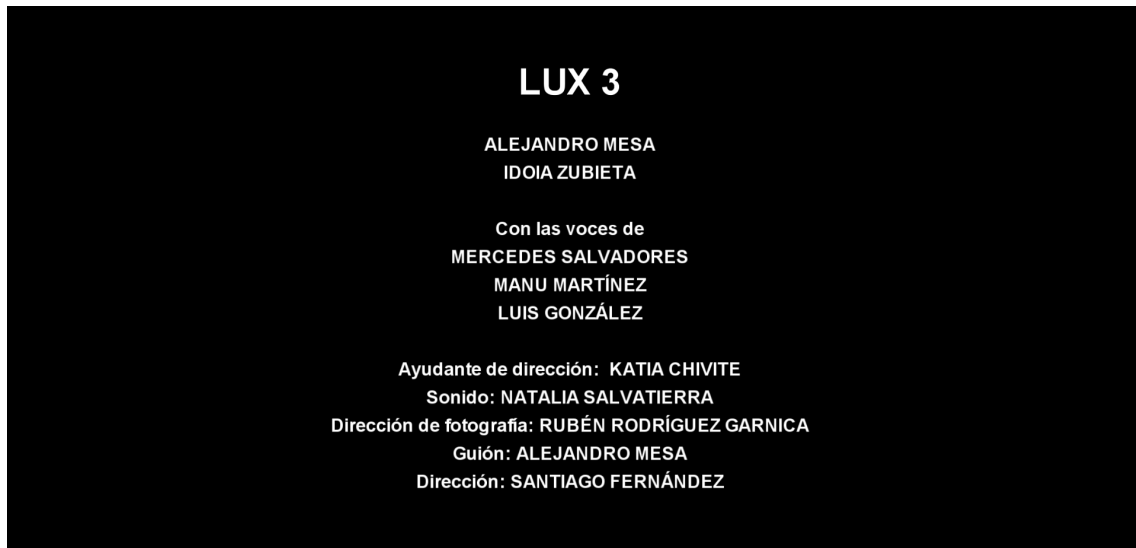 LUX 3
ALEJANDRO MESA
IDOIA ZUBIETA
Con las voces de
MERCEDES SALVADORES
MANU MARTÍNEZ
LUIS GONZÁLEZ
Ayudante de dirección:  KATIA CHIVITE
Sonido: NATALIA SALVATIERRA
Dirección de fotografía: RUBÉN RODRÍGUEZ GARNICA
Guión: ALEJANDRO MESA
Dirección: SANTIAGO FERNÁNDEZ